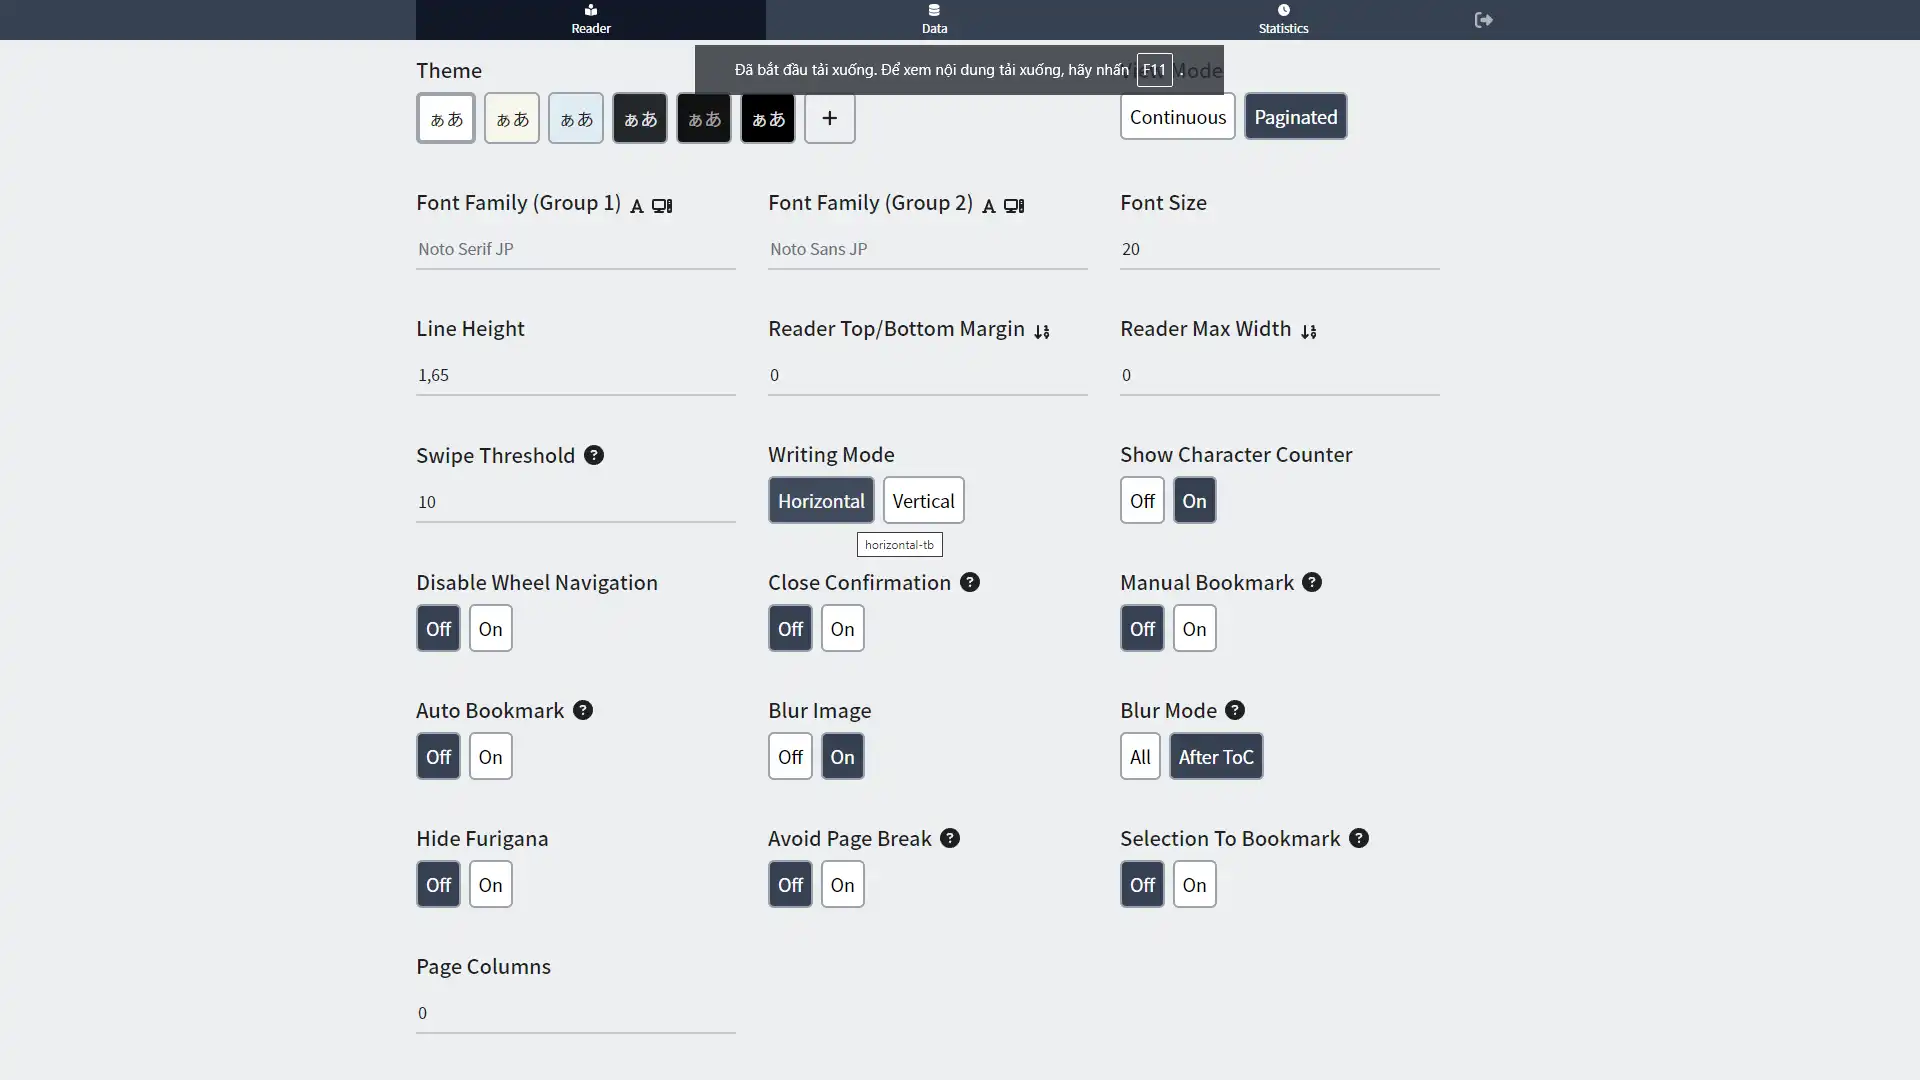 Reader
Data
Statistics
Đã bắt đầu tải xuống. Để xem nội dung tải xuống, hãy nhấn F11 .
Theme
View Mode
ぁあ ぁあ ぁあ ぁあ ぁあ ぁあ +
Continuous Paginated
Font Family (Group 1)
Noto Serif JP
Font Family (Group 2)
Noto Sans JP
Font Size
20
Line Height
1,65
Reader Top/Bottom Margin
0
Reader Max Width
0
Swipe Threshold ?
10
Writing Mode
Horizontal Vertical
horizontal-tb
Show Character Counter
Off On
Disable Wheel Navigation
Off On
Close Confirmation ?
Off On
Manual Bookmark ?
Off On
Auto Bookmark ?
Off On
Blur Image
Off On
Blur Mode ?
All After ToC
Hide Furigana
Off On
Avoid Page Break ?
Off On
Selection To Bookmark ?
Off On
Page Columns
0